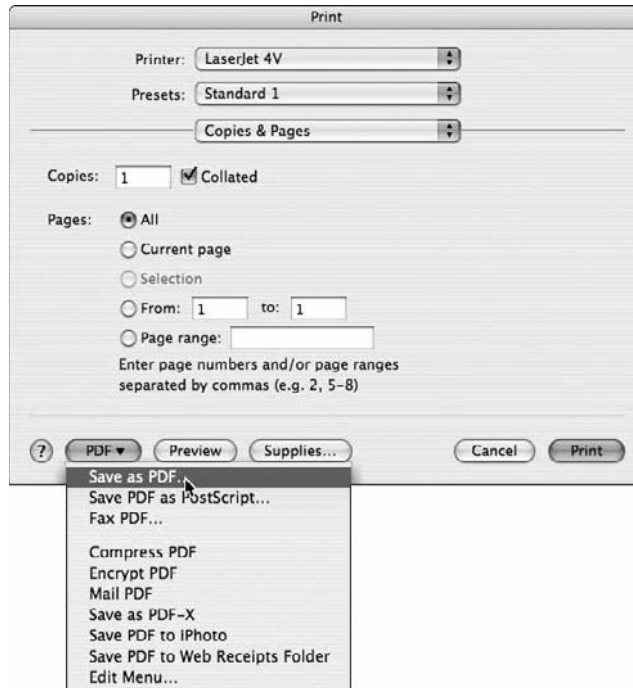 Print
Printer: LaserJet 4V
Presets: Standard 1
Copies & Pages
Copies: 1 Collated
Pages: All
Current page
Selection
From: 1 to: 1
Page range:
Enter page numbers and/or page ranges
separated by commas (e.g. 2, 5-8)
? PDF▼ Preview Supplies... Cancel Print
Save as PDF...
Save PDF as PostScript...
Fax PDF...
Compress PDF
Encrypt PDF
Mail PDF
Save as PDF-X
Save PDF to iPhoto
Save PDF to Web Receipts Folder
Edit Menu...